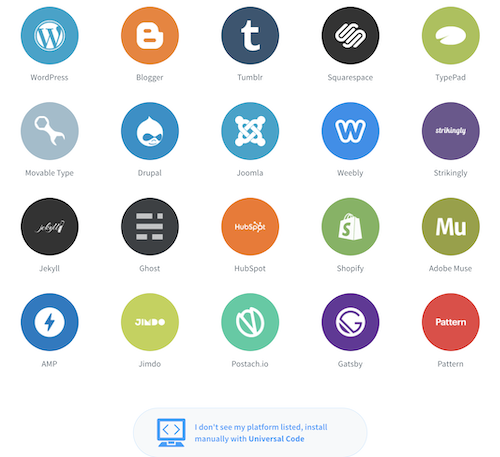 WordPress
Blogger
t
Tumblr
Squarespace
TypePad
Movable Type
Drupal
Joomla
W
Weebly
strikingly
Strikingly
jekyll
Jekyll
Ghost
HubSpot
HubSpot
S
Shopify
Mu
Adobe Muse
AMP
JIMDO
Jimdo
Postach.io
G
Gatsby
Pattern
Pattern
I don't see my platform listed, install
manually with Universal Code